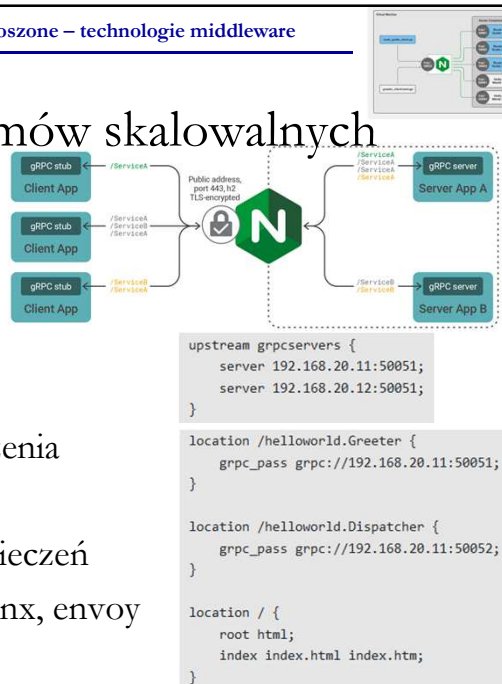 oszone – technologie middleware
mów skalowalnych
gRPC stub
Client App
/ServiceA
gRPC stub
Client App
/ServiceA
/ServiceB
/ServiceA
gRPC stub
Client App
/ServiceB
/ServiceA
Public address,
port 443, h2
TLS-encrypted
N
/ServiceA
/ServiceA
/ServiceA
/ServiceA
gRPC server
Server App A
/ServiceB
/ServiceB
gRPC server
Server App B
upstream grpcservers {
server 192.168.20.11:50051;
server 192.168.20.12:50051;
}
zenia
ieczeń
nx, envoy
location /helloworld.Greeter {
grpc_pass grpc://192.168.20.11:50051;
}
location /helloworld.Dispatcher {
grpc_pass grpc://192.168.20.11:50052;
}
location / {
root html;
index index.html index.htm;
}